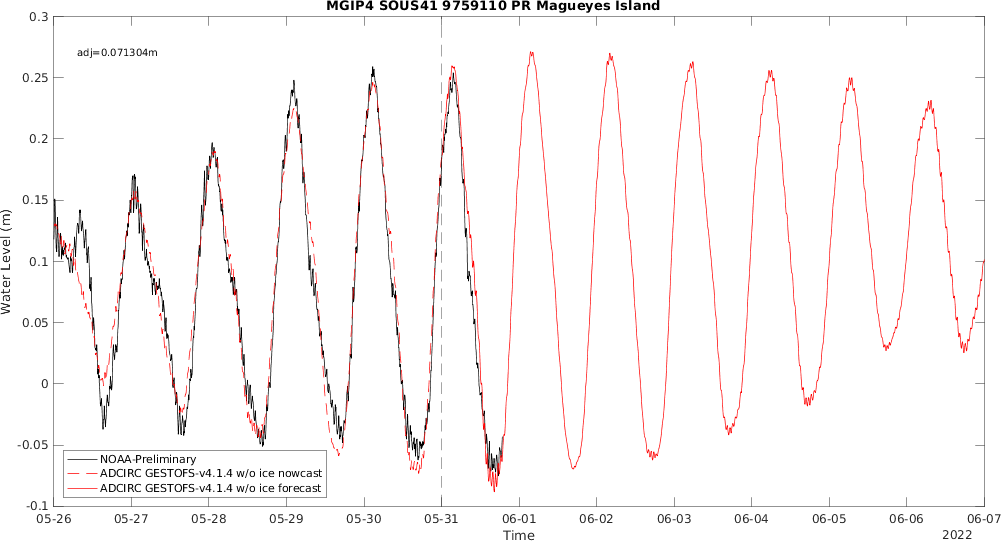 MGIP4 SOUS41 9759110 PR Magueyes Island
0.3
adj=0.071304m
0.25
0.2
0.15
0.1
0.05
0
-0.05
-0.1
Water Level (m)
NOAA-Preliminary
ADCIRC GESTOFS-v4.1.4 w/o ice nowcast
ADCIRC GESTOFS-v4.1.4 w/o ice forecast
05-26 05-27 05-28 05-29 05-30 05-31 06-01 06-02 06-03 06-04 06-05 06-06 06-07
Time
2022